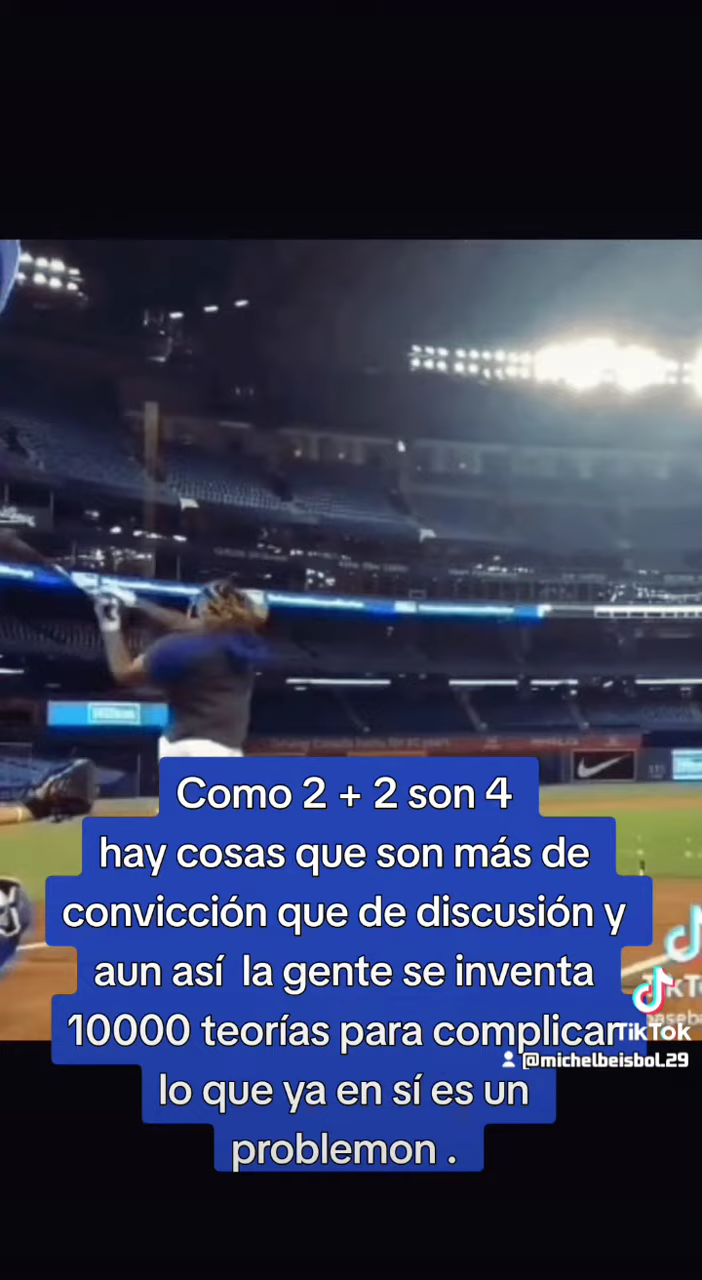 Como 2 + 2 son 4
hay cosas que son más de
convicción que de discusión y
aun así  la gente se inventa
10000 teorías para complicar
lo que ya en sí es un
problemon .
TikTok
@michelbeisbol.29